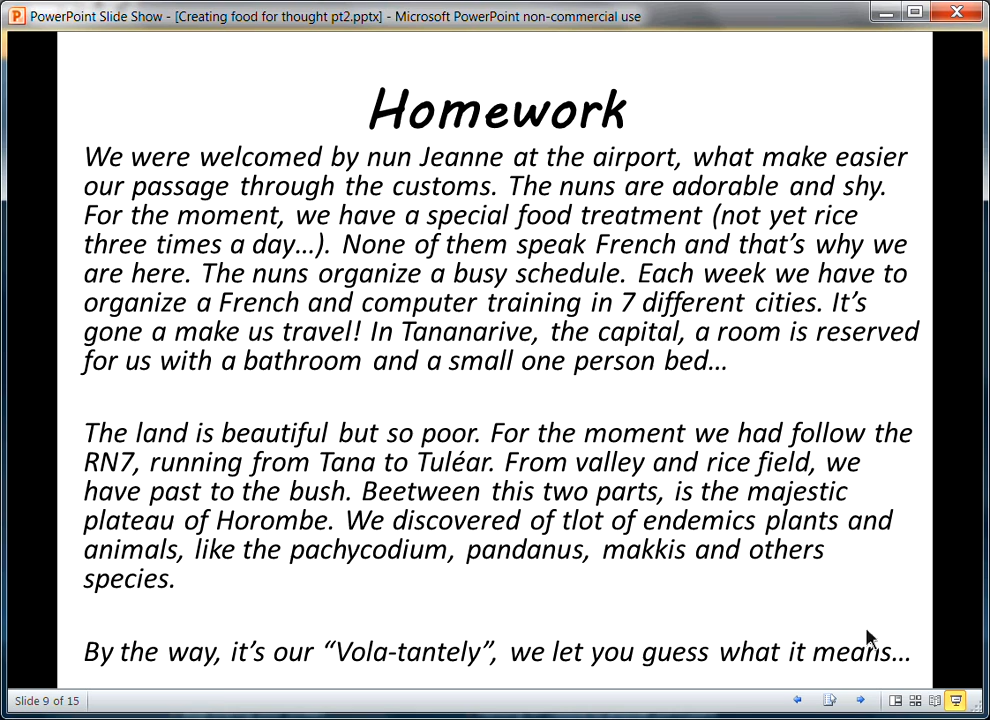 PowerPoint Slide Show - [Creating food for thought pt2.pptx] - Microsoft PowerPoint non-commercial use
Homework
We were welcomed by nun Jeanne at the airport, what make easier
our passage through the customs. The nuns are adorable and shy.
For the moment, we have a special food treatment (not yet rice
three times a day…). None of them speak French and that’s why we
are here. The nuns organize a busy schedule. Each week we have to
organize a French and computer training in 7 different cities. It’s
gone a make us travel! In Tananarive, the capital, a room is reserved
for us with a bathroom and a small one person bed…
The land is beautiful but so poor. For the moment we had follow the
RN7, running from Tana to Tuléar. From valley and rice field, we
have past to the bush. Beetween this two parts, is the majestic
plateau of Horombe. We discovered of tlot of endemics plants and
animals, like the pachycodium, pandanus, makkis and others
species.
By the way, it’s our “Vola-tantely”, we let you guess what it means…
Slide 9 of 15